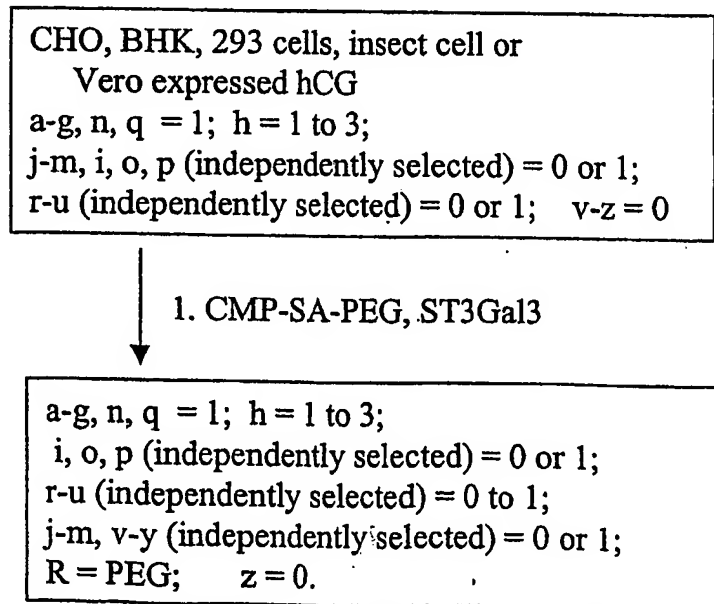 CHO, BHK, 293 cells, insect cell or
Vero expressed hCG
a-g, n, q = 1; h = 1 to 3;
j-m, i, o, p (independently selected) = 0 or 1;
r-u (independently selected) = 0 or 1; v-z = 0
1. CMP-SA-PEG, ST3Gal3
a-g, n, q = 1; h = 1 to 3;
i, o, p (independently selected) = 0 or 1;
r-u (independently selected) = 0 to 1;
j-m, v-y (independently selected) = 0 or 1;
R = PEG; z = 0.